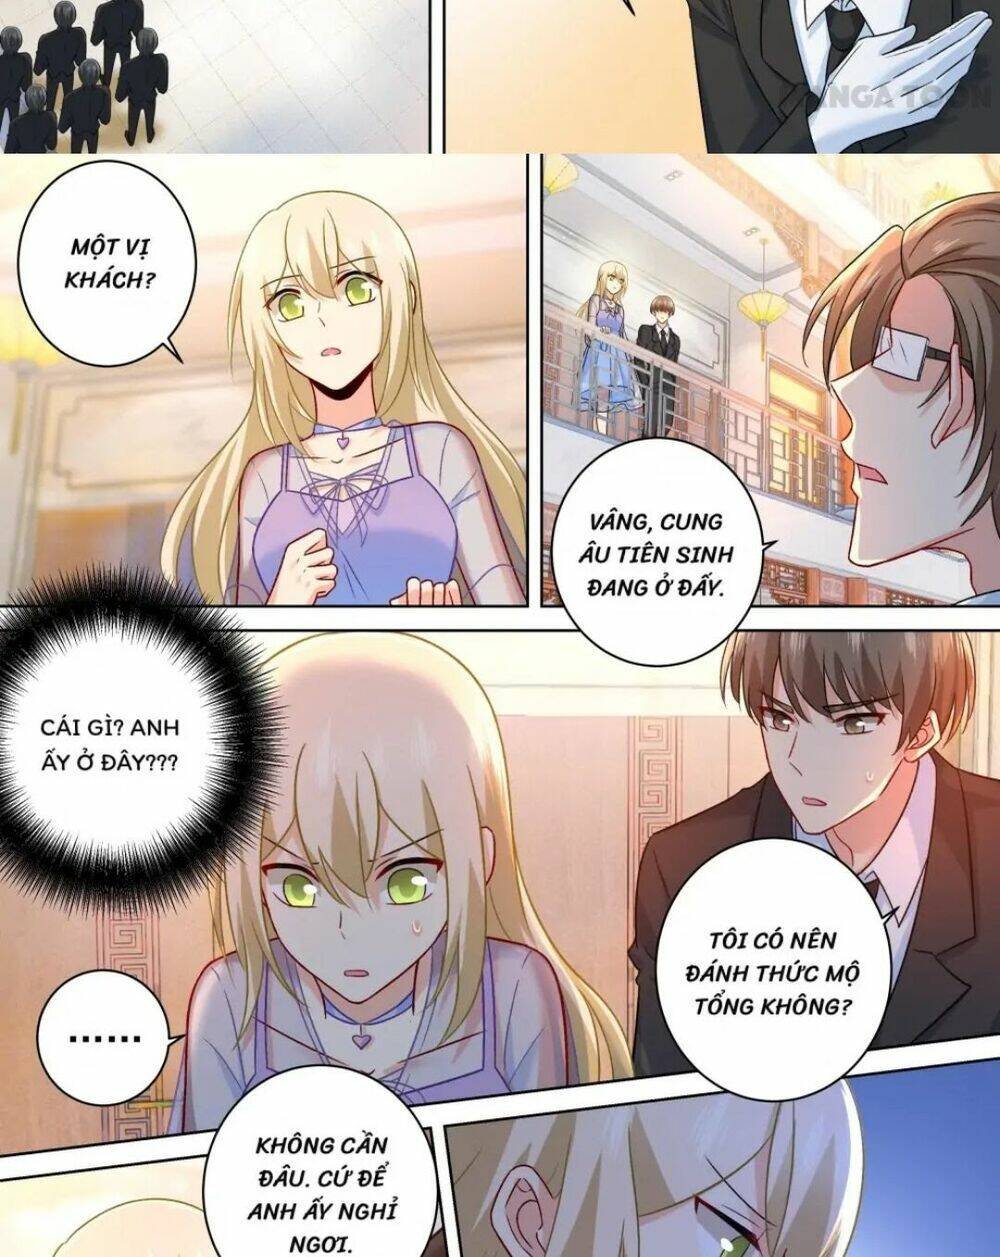 MỘT VỊ
KHÁCH?
VÂNG, CUNG
ÂU TIÊN SINH
ĐANG Ở ĐẤY.
CÁI GÌ? ANH
ẤY Ở ĐÂY???
TÔI CÓ NÊN
ĐÁNH THỨC MỘ
TỔNG KHÔNG?
......
KHÔNG CẦN
ĐÂU. CỨ ĐỂ
ANH ẤY NGHỈ
NGƠI.